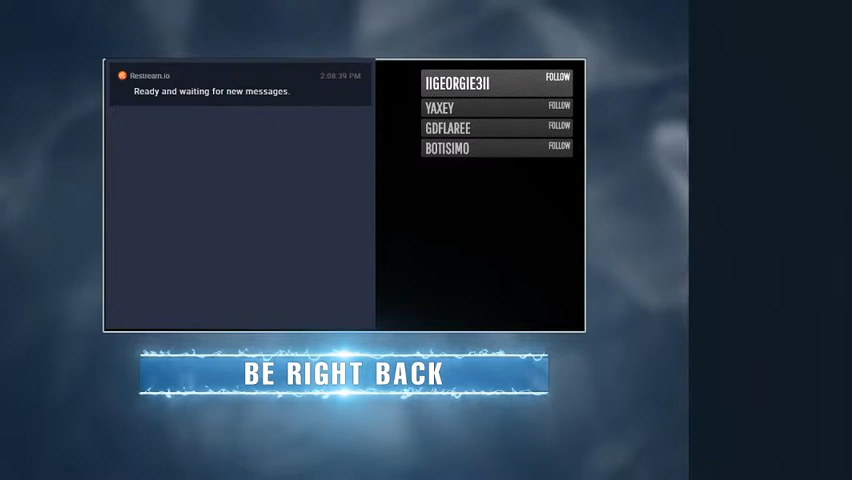 Restream.io 2:08:39 PM
Ready and waiting for new messages.
IIGEORGIE3II FOLLOW
YAXEY FOLLOW
GDFLAREE FOLLOW
BOTISIMO FOLLOW
BE RIGHT BACK